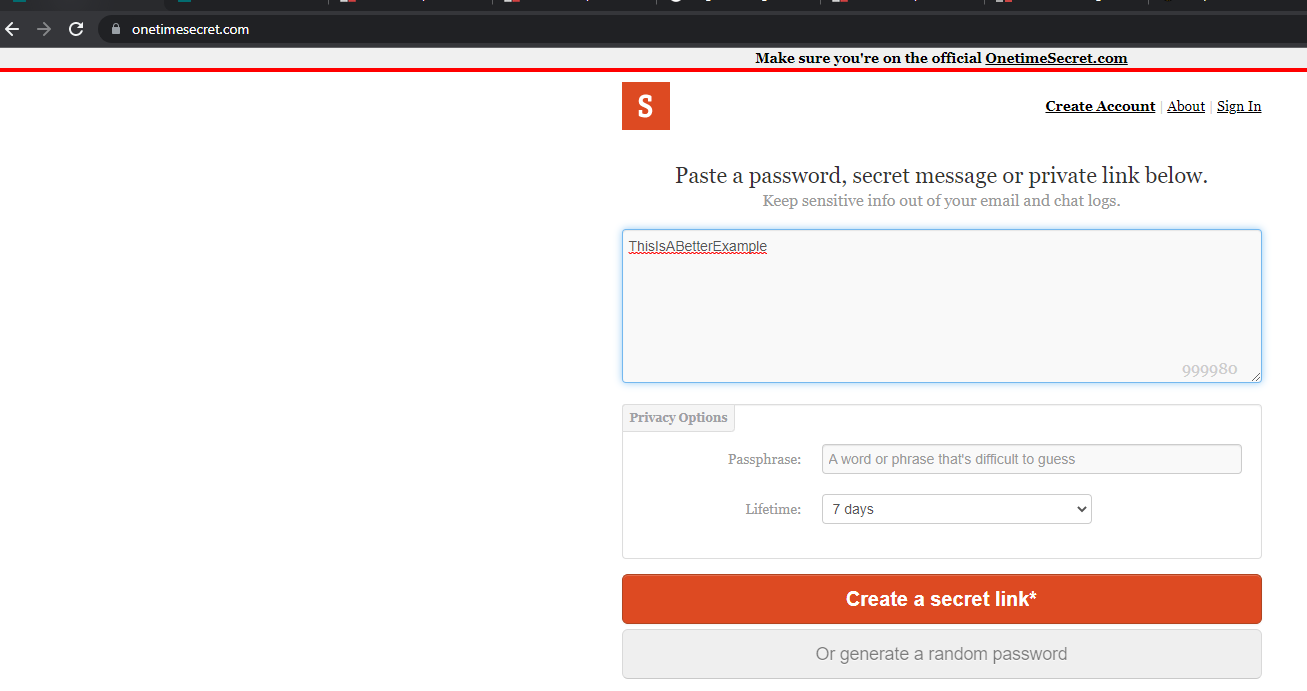 onetimesecret.com
Make sure you're on the official OnetimeSecret.com
S
Create Account | About | Sign In
Paste a password, secret message or private link below.
Keep sensitive info out of your email and chat logs.
ThisIsABetterExample
999980
Privacy Options
Passphrase: A word or phrase that's difficult to guess
Lifetime: 7 days
Create a secret link*
Or generate a random password